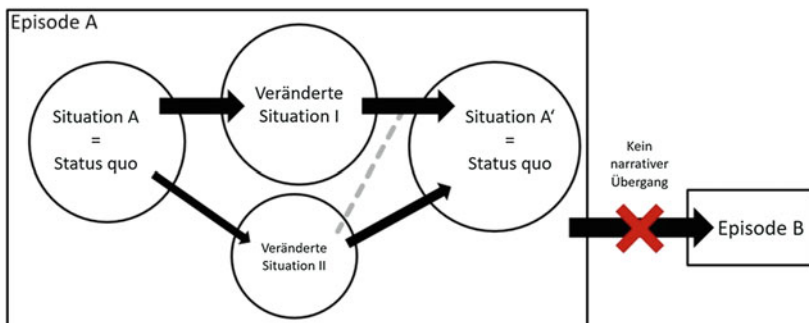 Episode A
Situation A
=
Status quo
Veränderte
Situation I
Situation A‘
=
Status quo
Veränderte
Situation II
Kein
narrativer
Übergang
Episode B